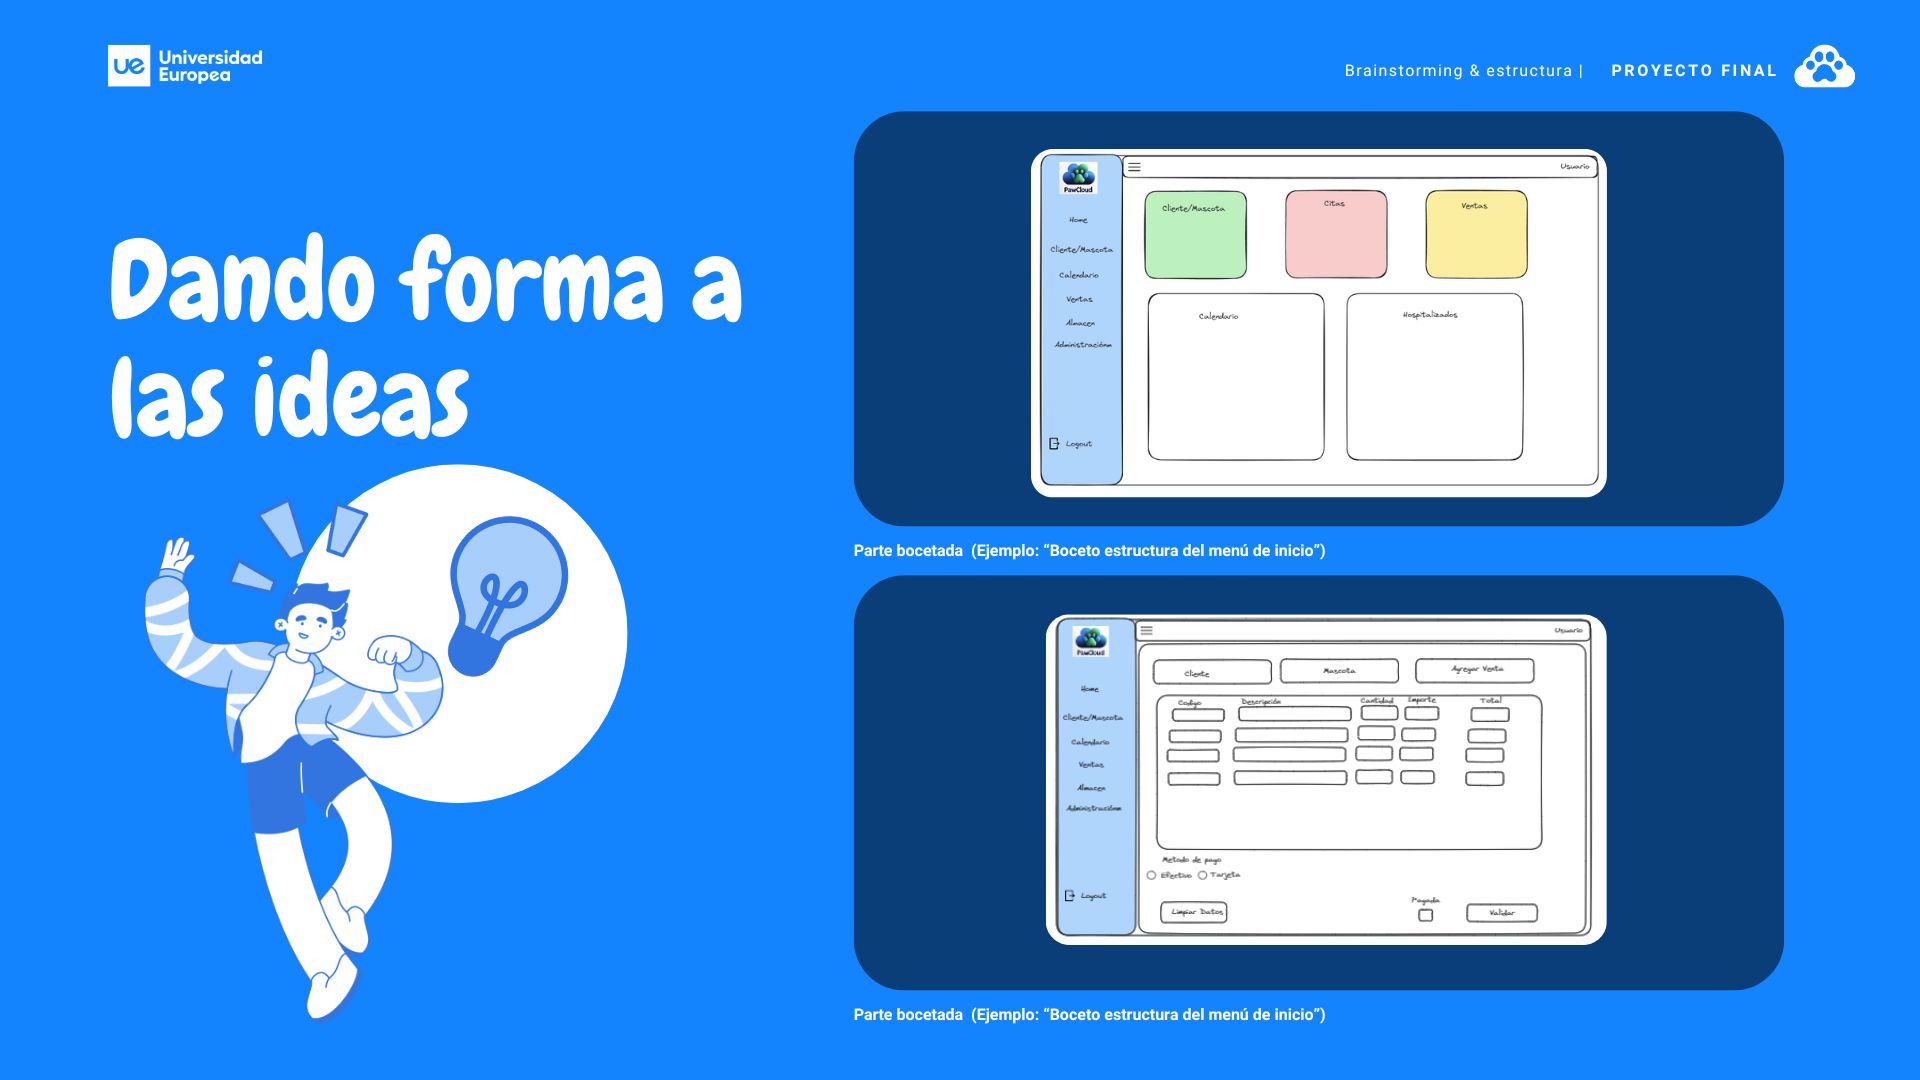 ue Universidad
Europea
Brainstorming & estructura | PROYECTO FINAL
Dando forma a
las ideas
PawCloud
Usuario
Home
Cliente/Mascota
Calendario
Ventas
Almacen
Administraciónm
Logout
Cliente/Mascota
Citas
Ventas
Calendario
Hospitalizados
Parte bocetada (Ejemplo: “Boceto estructura del menú de inicio”)
PawCloud
Usuario
Home
Cliente/Mascota
Calendario
Ventas
Almacen
Administraciónm
Logout
Cliente
Mascota
Agregar Venta
Codigo Descripción Cantidad Importe Total
Metodo de pago
Efectivo Tarjeta
Limpiar Datos
Pagada
Validar
Parte bocetada (Ejemplo: “Boceto estructura del menú de inicio”)